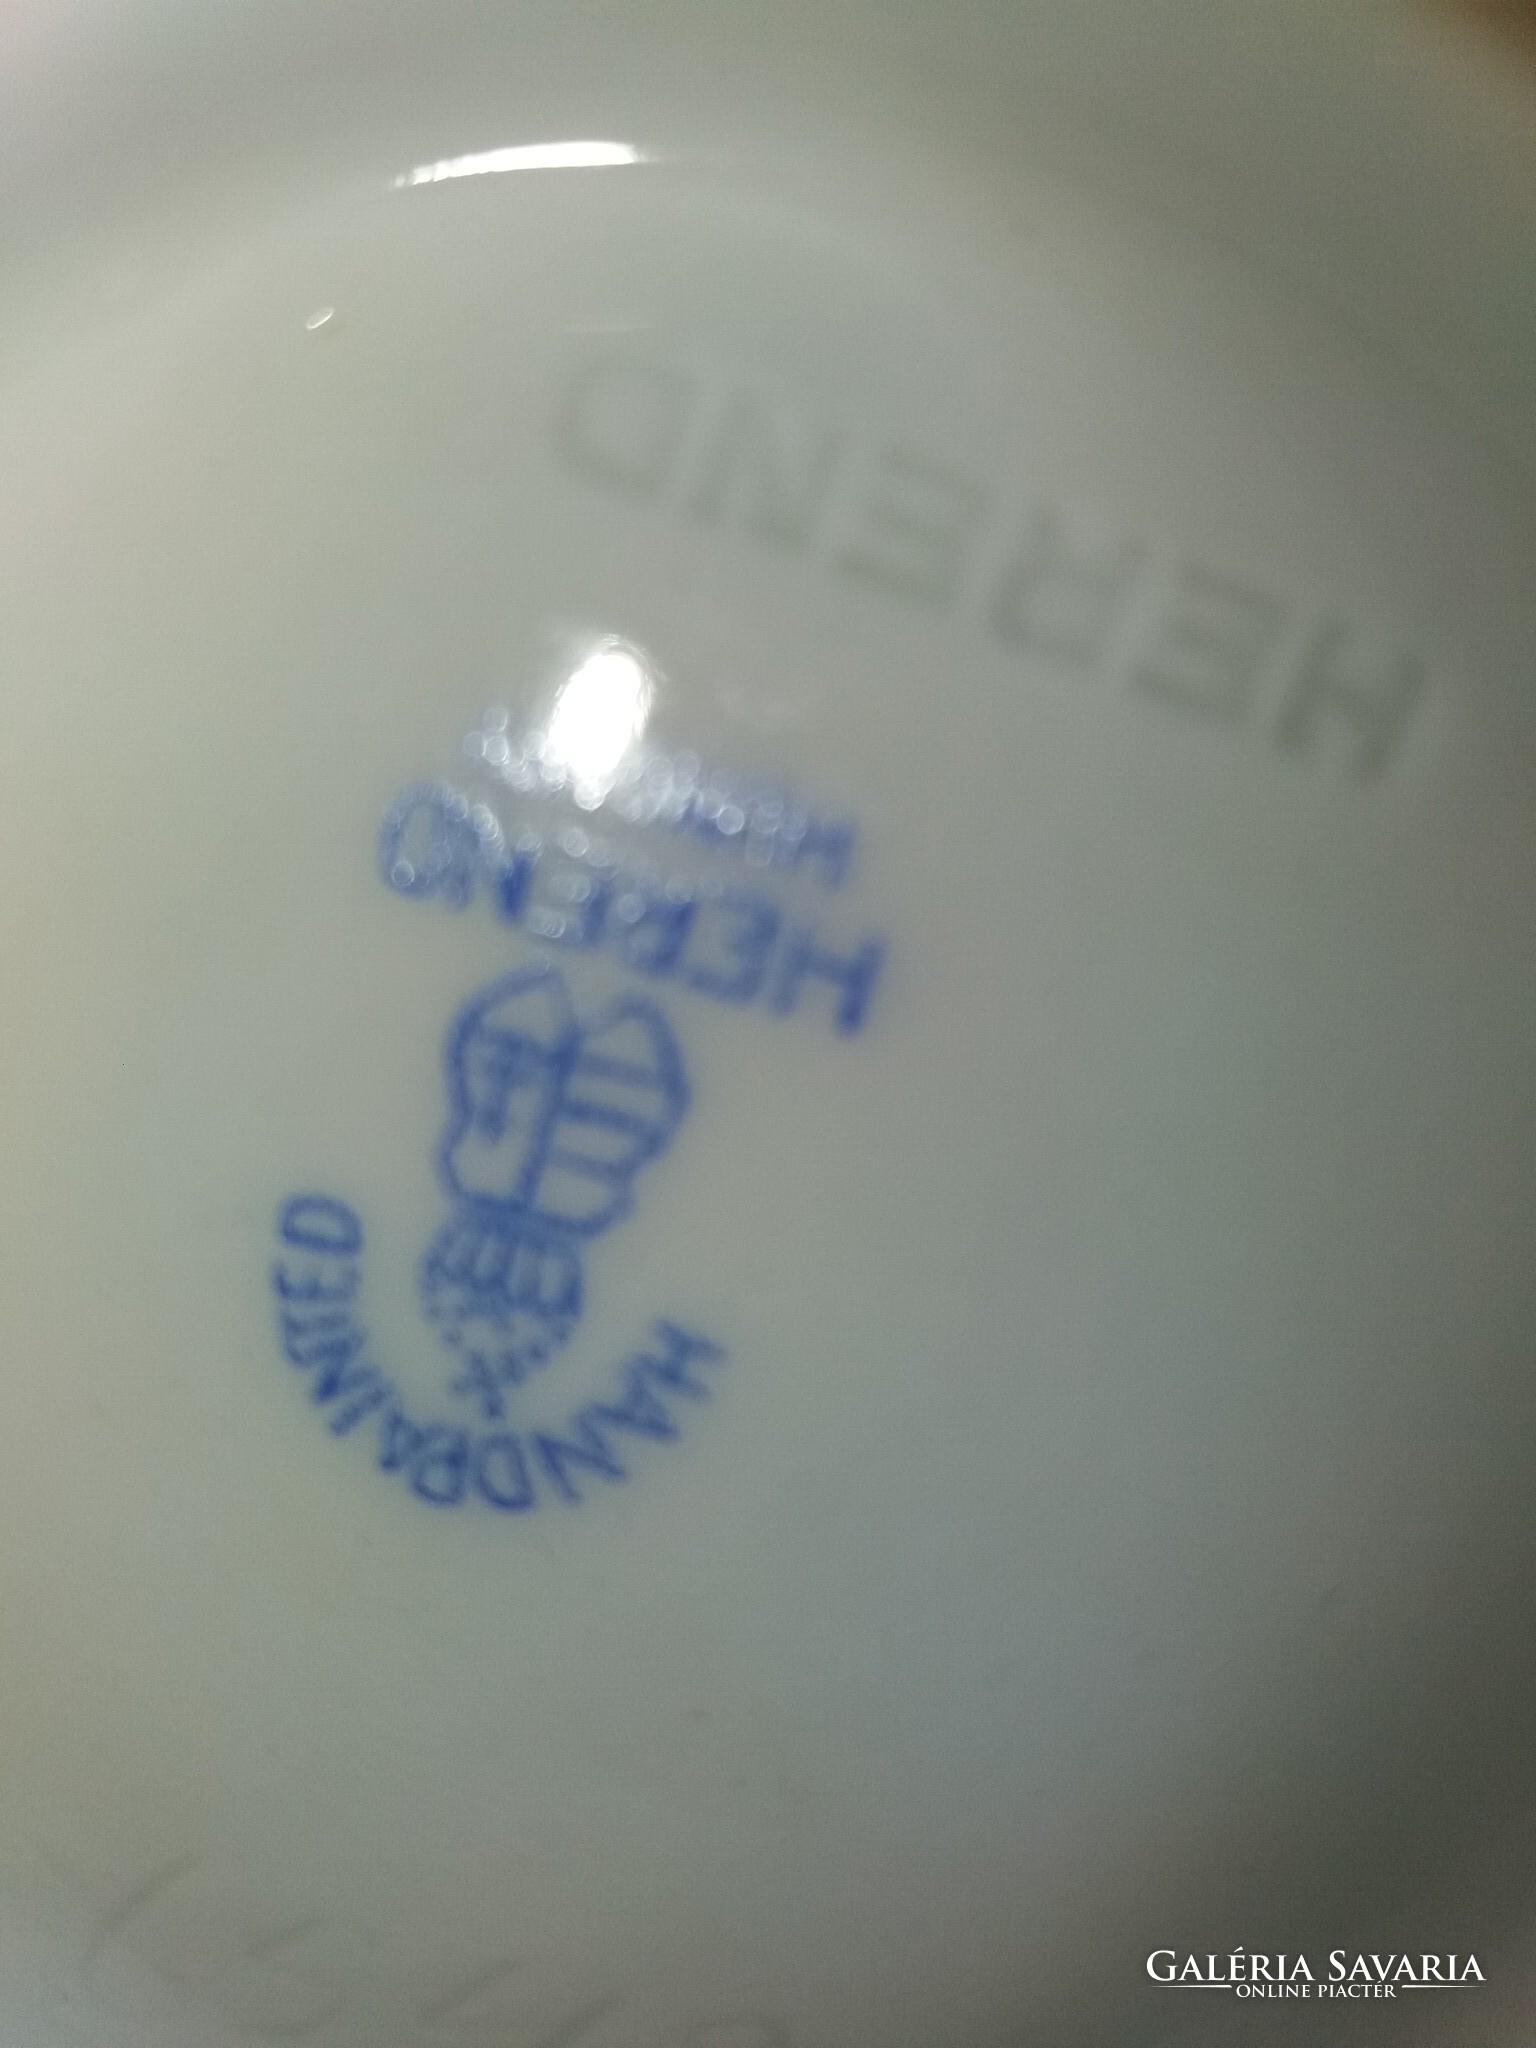 HEREND
HEREND
HANDPAINTED
GALÉRIA SAVARIA
ONLINE PIACTÉR